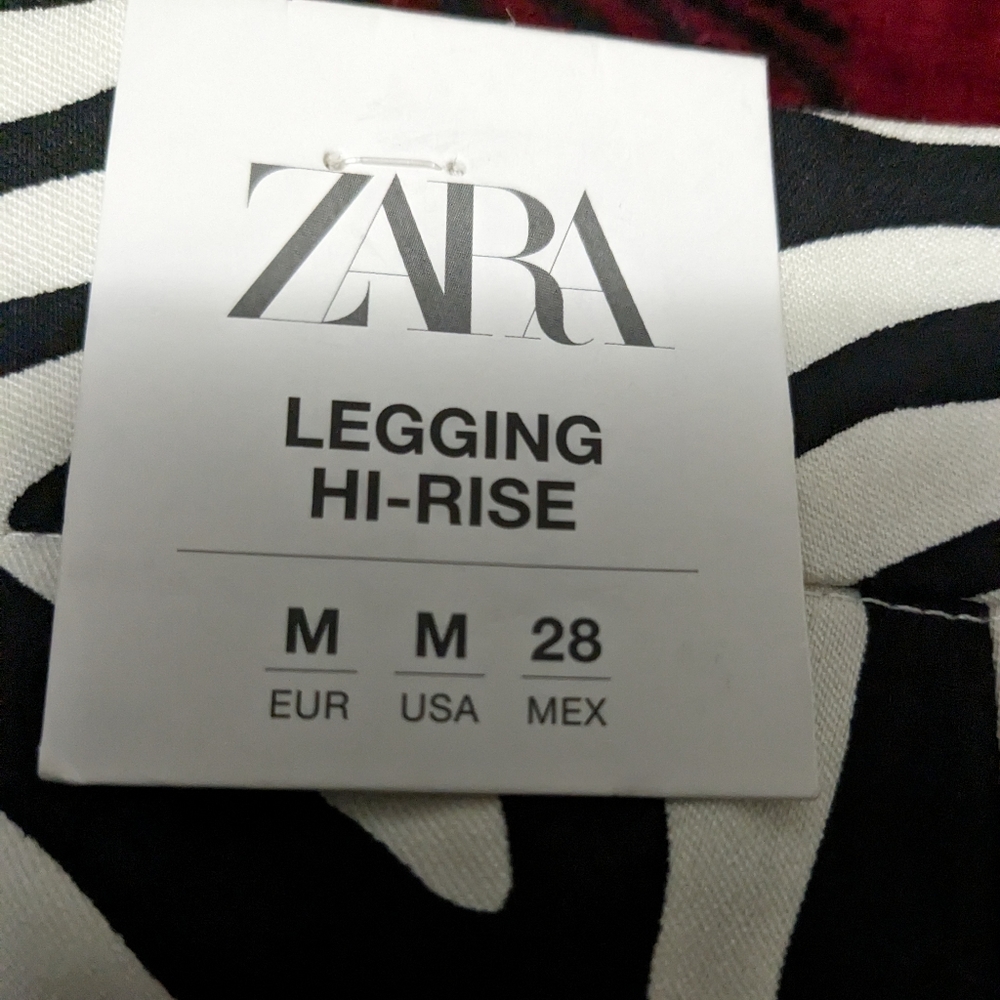 ZARA
LEGGING
HI-RISE
M M 28
EUR USA MEX